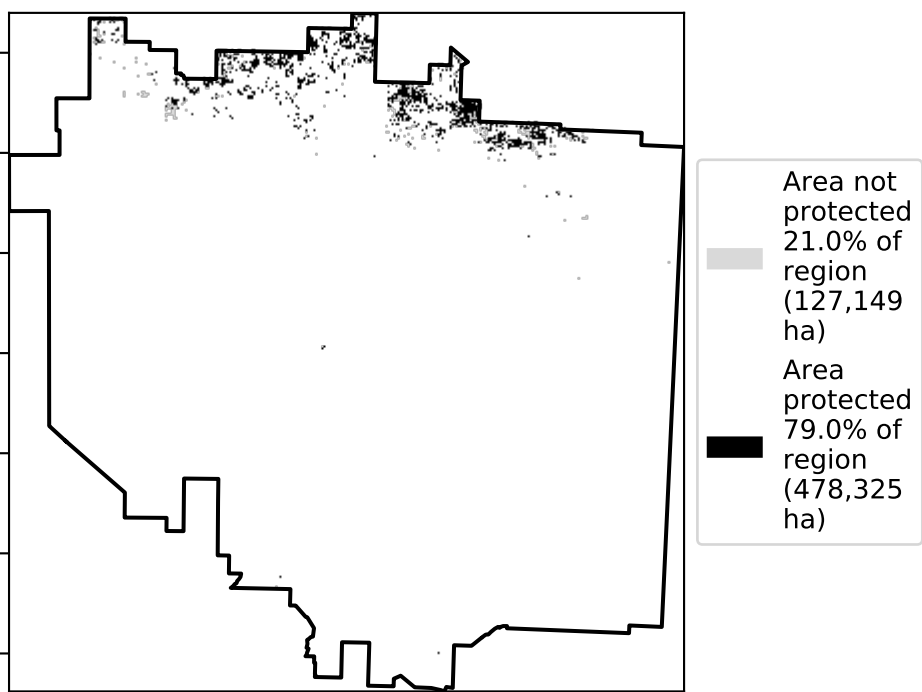 Area not
protected
21.0% of
region
(127,149
ha)
Area
protected
79.0% of
region
(478,325
ha)